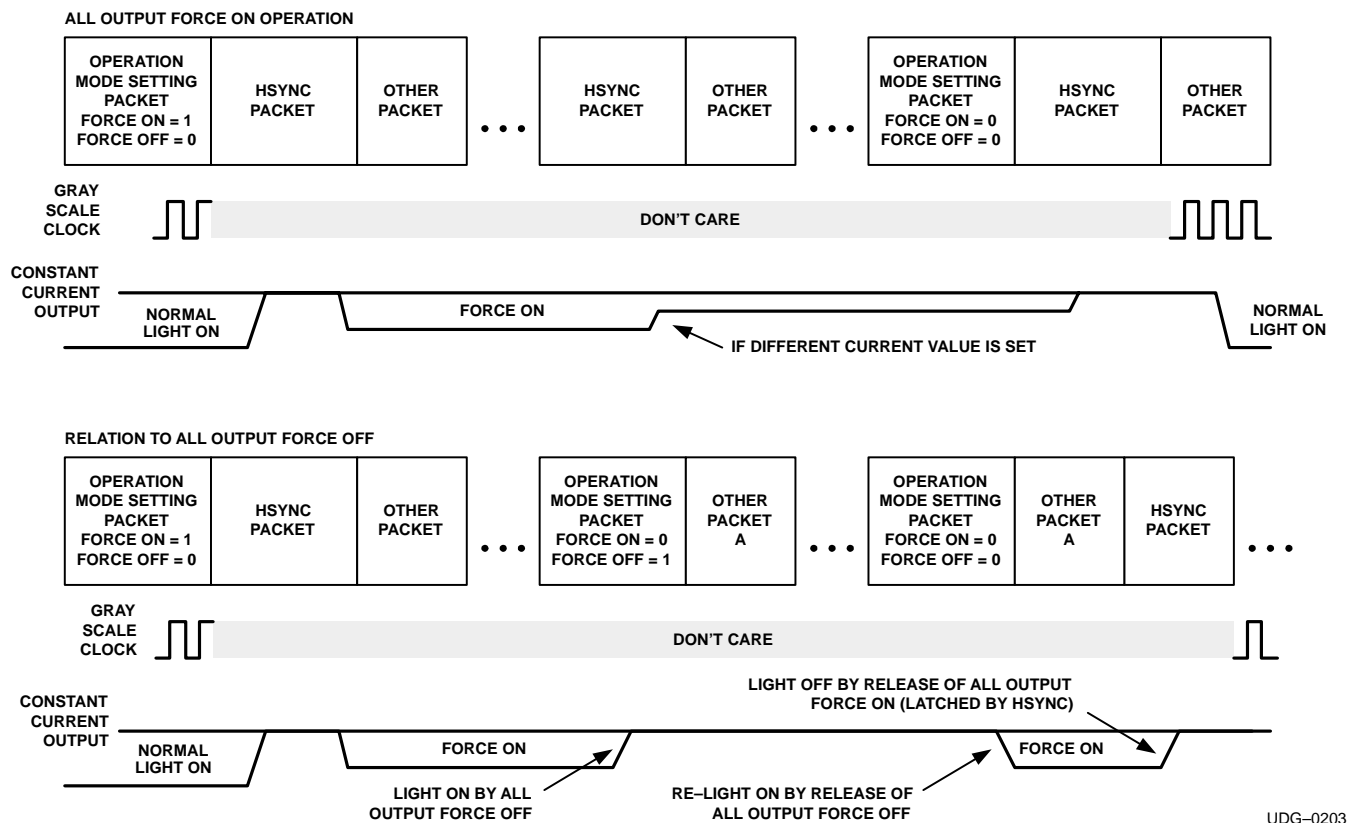 ALL OUTPUT FORCE ON OPERATION
OPERATION
MODE SETTING
PACKET
FORCE ON = 1
FORCE OFF = 0
HSYNC
PACKET
OTHER
PACKET
• • •
HSYNC
PACKET
OTHER
PACKET
• • •
OPERATION
MODE SETTING
PACKET
FORCE ON = 0
FORCE OFF = 0
HSYNC
PACKET
OTHER
PACKET
GRAY
SCALE
CLOCK
DON'T CARE
CONSTANT
CURRENT
OUTPUT
NORMAL
LIGHT ON
FORCE ON
IF DIFFERENT CURRENT VALUE IS SET
NORMAL
LIGHT ON
RELATION TO ALL OUTPUT FORCE OFF
OPERATION
MODE SETTING
PACKET
FORCE ON = 1
FORCE OFF = 0
HSYNC
PACKET
OTHER
PACKET
• • •
OPERATION
MODE SETTING
PACKET
FORCE ON = 0
FORCE OFF = 1
OTHER
PACKET
A
• • •
OPERATION
MODE SETTING
PACKET
FORCE ON = 0
FORCE OFF = 0
OTHER
PACKET
A
HSYNC
PACKET
• • •
GRAY
SCALE
CLOCK
DON'T CARE
LIGHT OFF BY RELEASE OF ALL OUTPUT
FORCE ON (LATCHED BY HSYNC)
CONSTANT
CURRENT
OUTPUT
NORMAL
LIGHT ON
FORCE ON
FORCE ON
LIGHT ON BY ALL
OUTPUT FORCE OFF
RE–LIGHT ON BY RELEASE OF
ALL OUTPUT FORCE OFF
UDG–0203